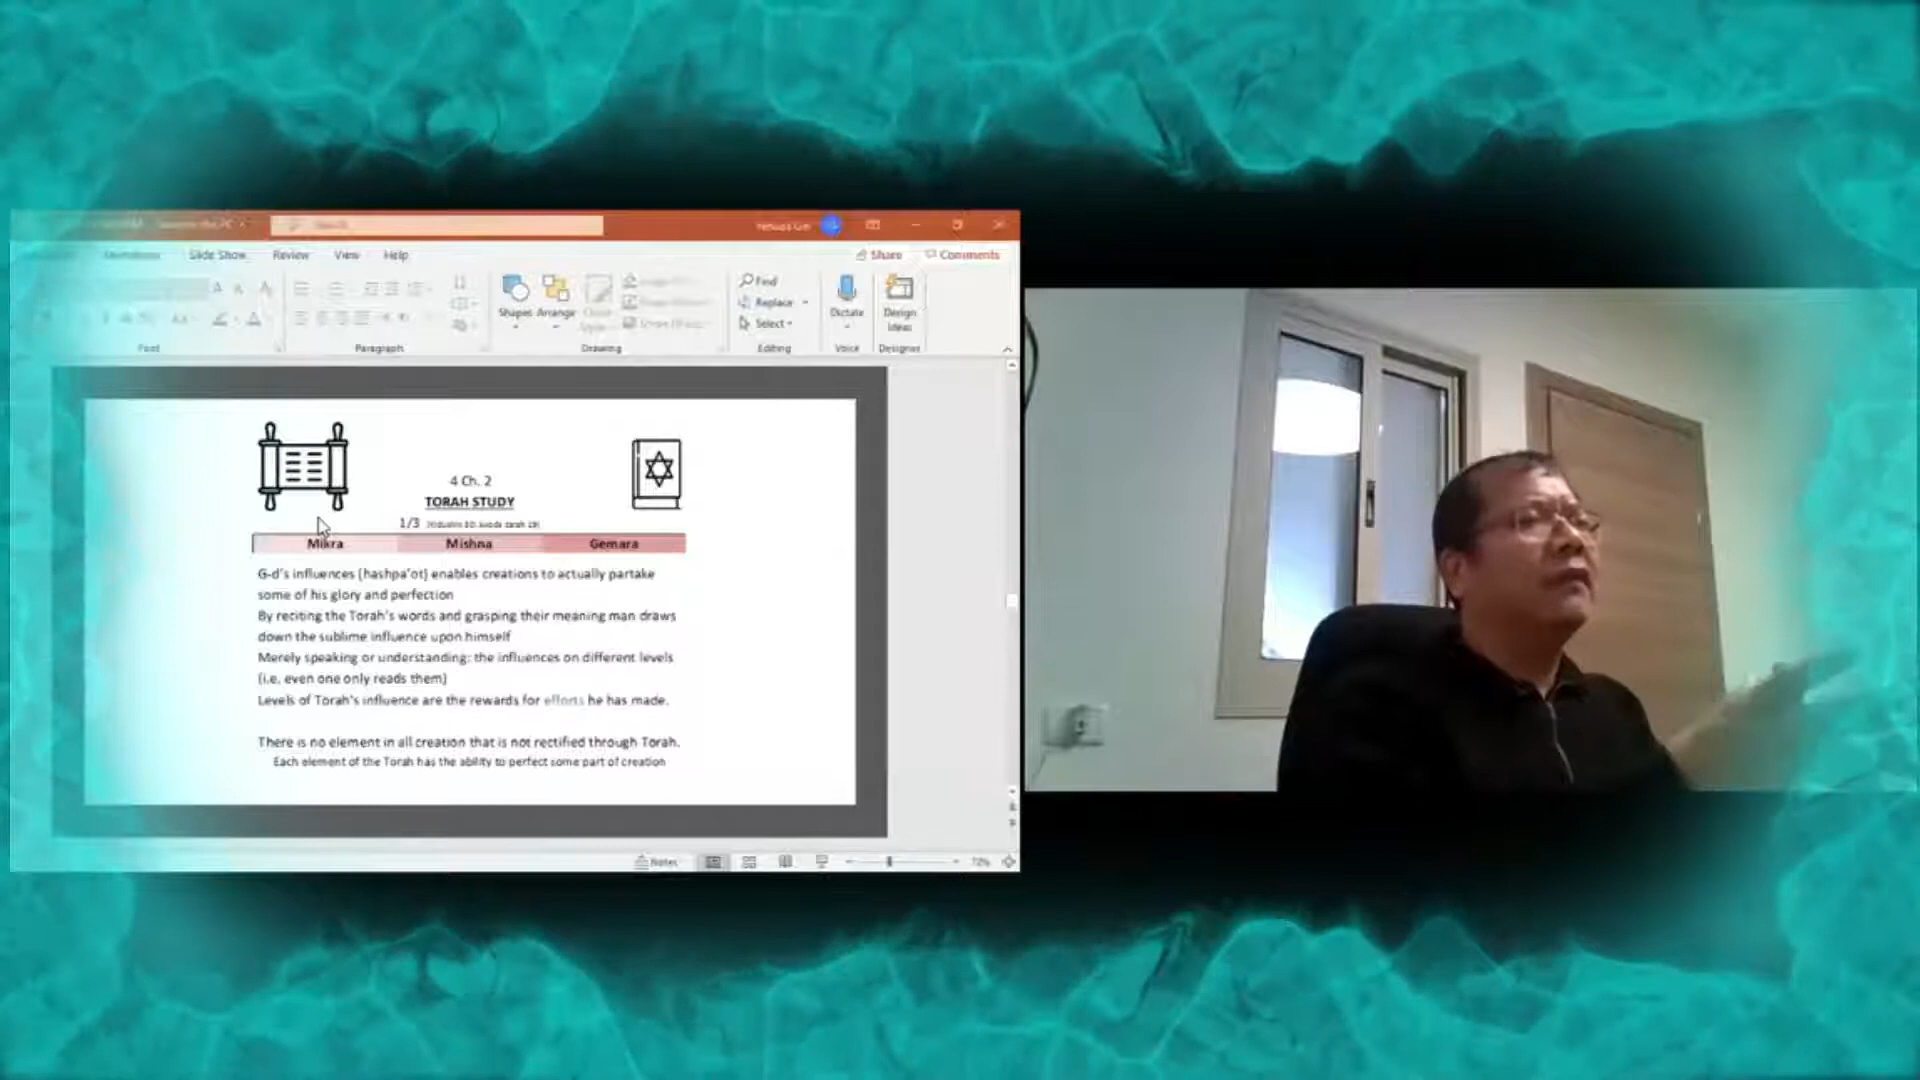 Slide Show Review View Help
Share Comments
Find
Replace
Select
Shapes Arrange
Dictate
Design
Ideas
Paragraph
Drawing
Editing
Voice
Designer
4 Ch. 2
TORAH STUDY
1/3
Mikra Mishna Gemara
G-d's influences (hashpa'ot) enables creations to actually partake
some of his glory and perfection
By reciting the Torah's words and grasping their meaning man draws
down the sublime influence upon himself
Merely speaking or understanding: the influences on different levels
(i.e. even one only reads them)
Levels of Torah's influence are the rewards for efforts he has made.
There is no element in all creation that is not rectified through Torah.
Each element of the Torah has the ability to perfect some part of creation
Notes
72%